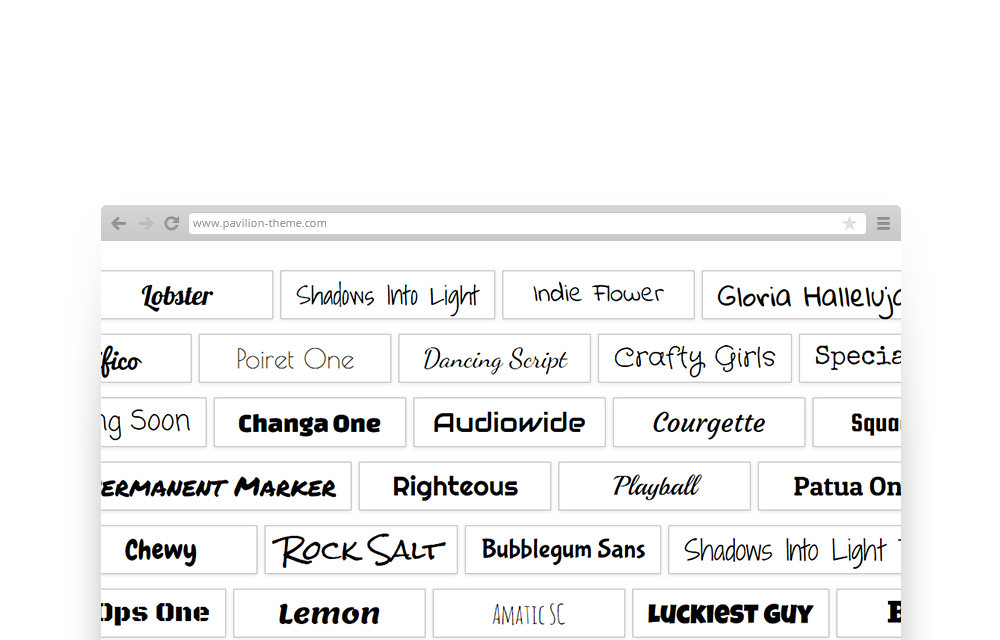 www.pavilion-theme.com
Lobster Shadows Into Light Indie Flower Gloria Halleluj
fico Poiret One Dancing Script Crafty Girls Specia
ng Soon Changa One Audiowide Courgette Squa
ERMANENT MARKER Righteous Playball Patua On
Chewy ROCK SALT Bubblegum Sans Shadows Into Light
Ops One Lemon AMATIC SC LUCKIEST GUY